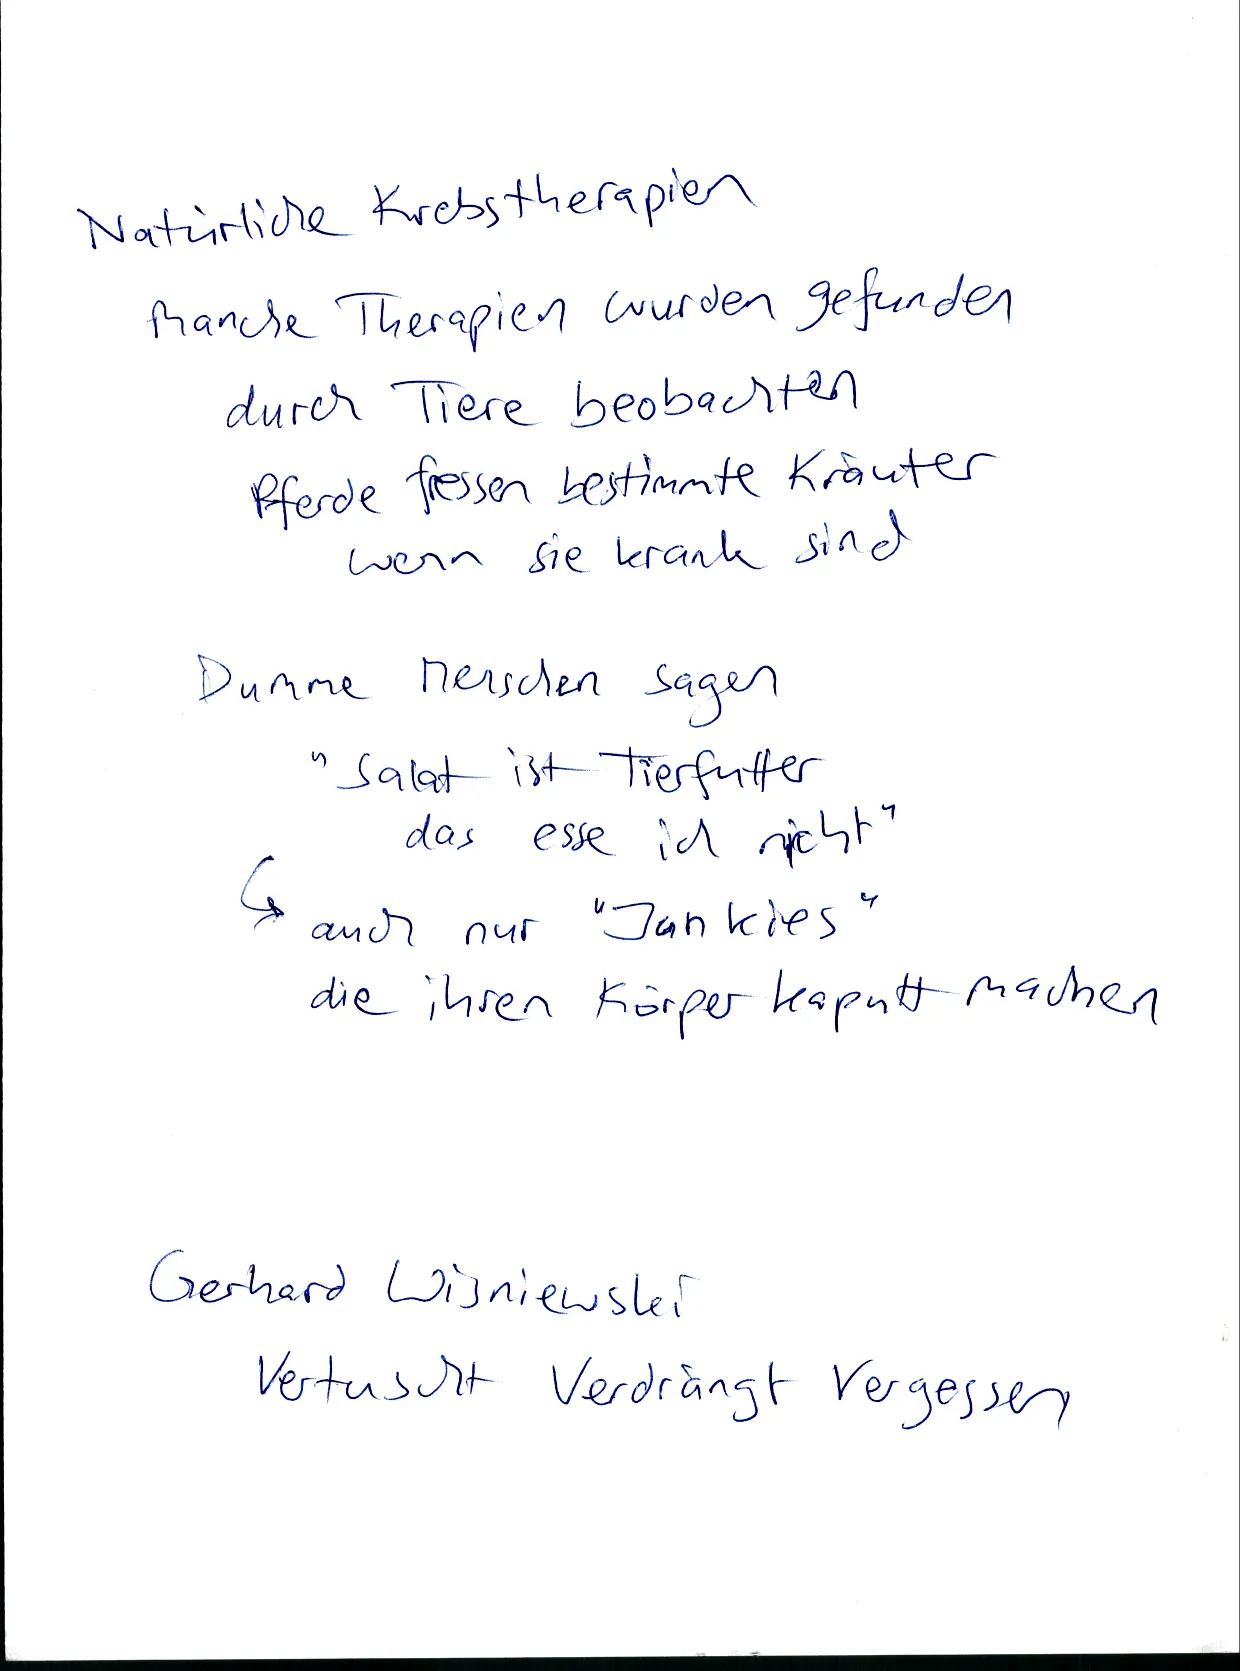 Natürliche Krebstherapien
Manche Therapien wurden gefunden
durch Tiere beobachten
Pferde fressen bestimmte Kräuter
wenn sie krank sind
Dumme Menschen sagen
"Salat ist Tierfutter
das esse ich nicht"
↳ auch nur "Junkies"
die ihren Körper kaputt machen
Gerhard Wisniewski
Vertuscht Verdrängt Vergessen